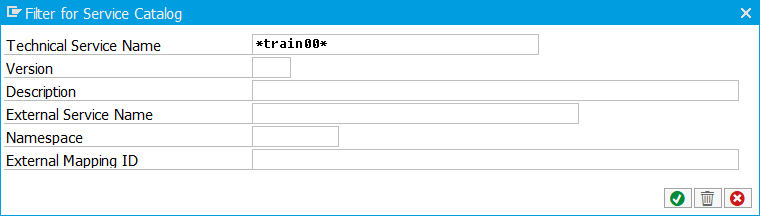 Filter for Service Catalog
Technical Service Name *train00*
Version
Description
External Service Name
Namespace
External Mapping ID